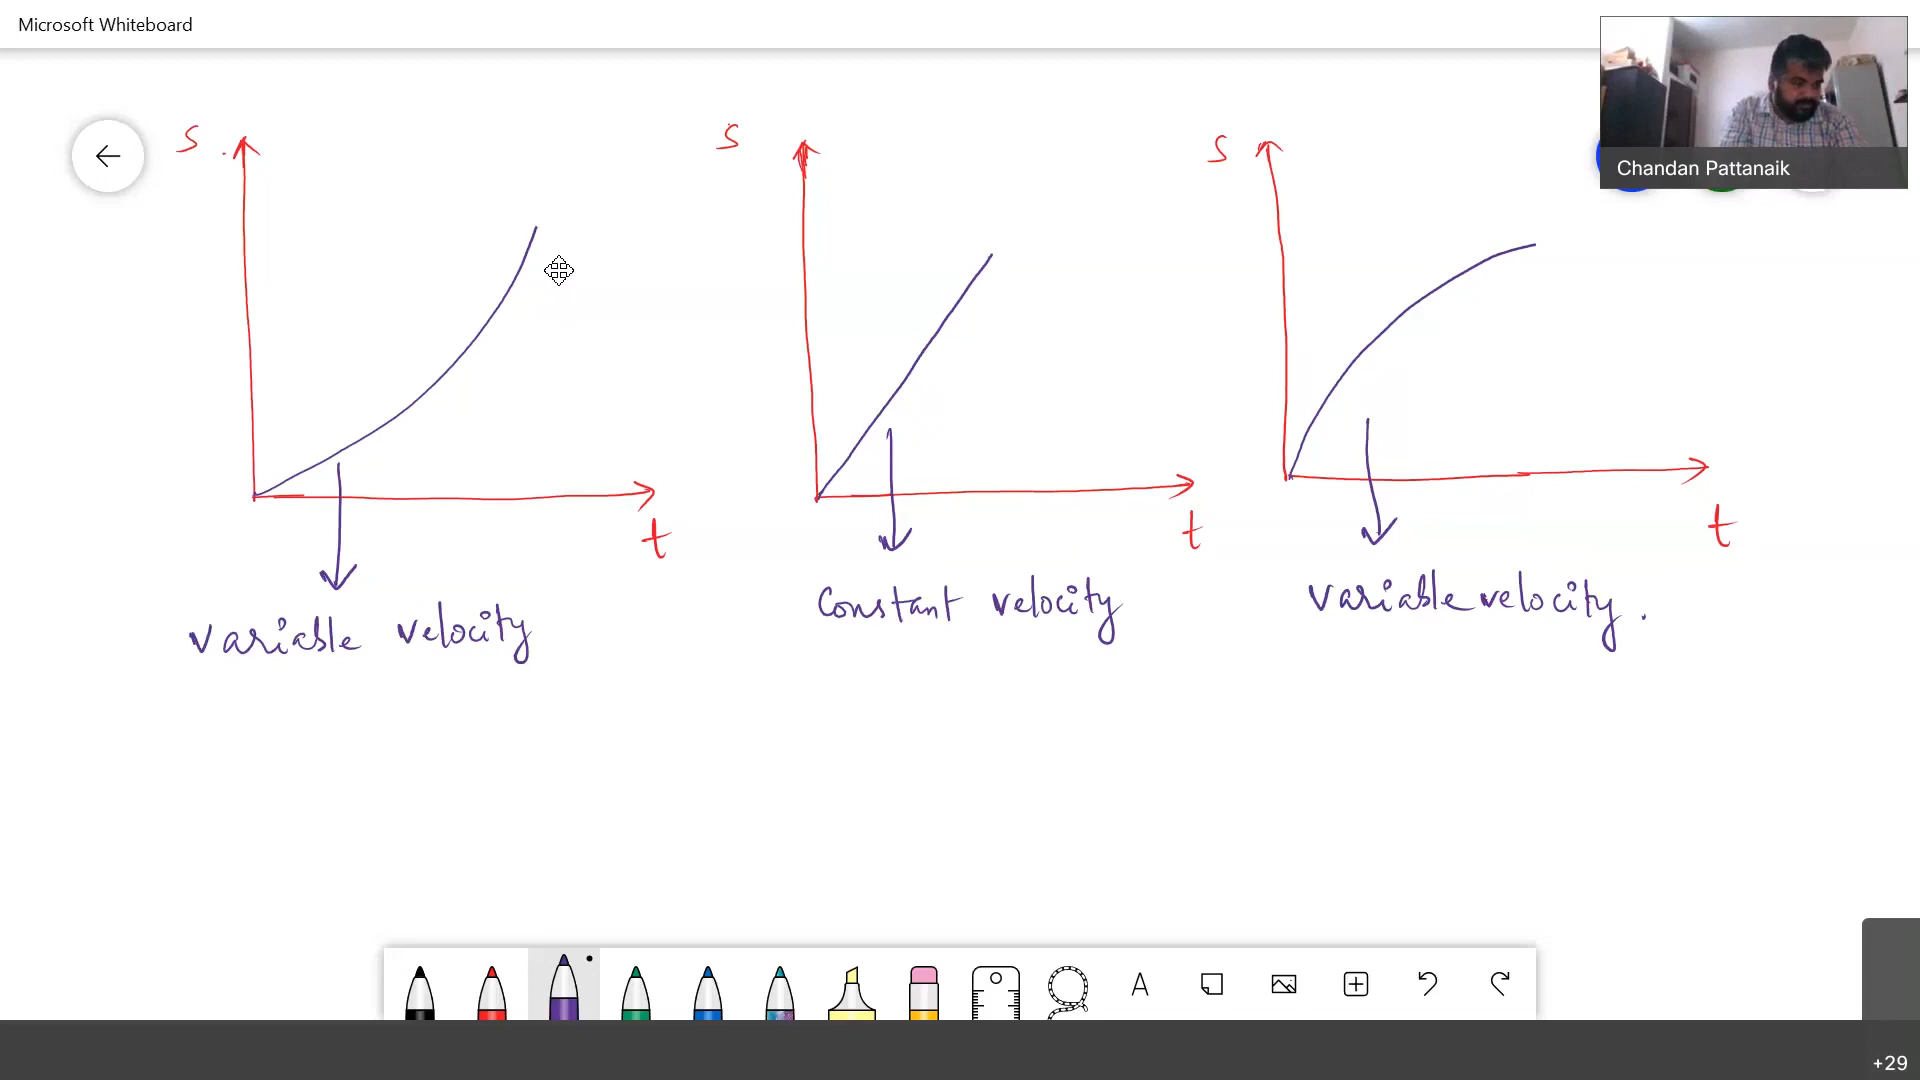 Microsoft Whiteboard
Chandan Pattanaik
s
s
s
t
t
t
variable velocity
Constant velocity
variable velocity.
A
+29